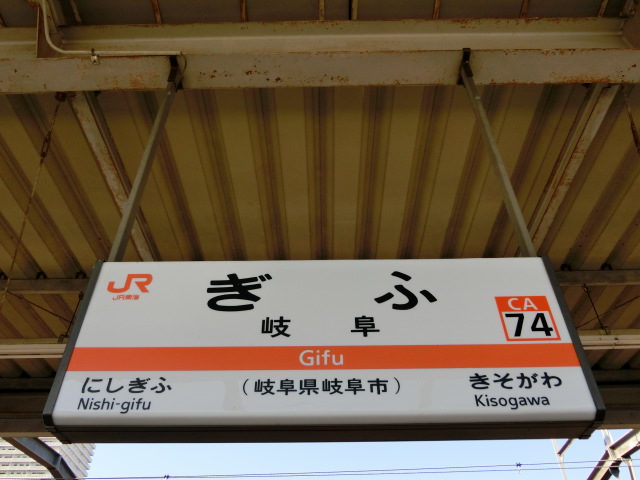 JR
JR東海
ぎふ
岐阜
CA
74
Gifu
にしぎふ
Nishi-gifu
（岐阜県岐阜市）
きそがわ
Kisogawa